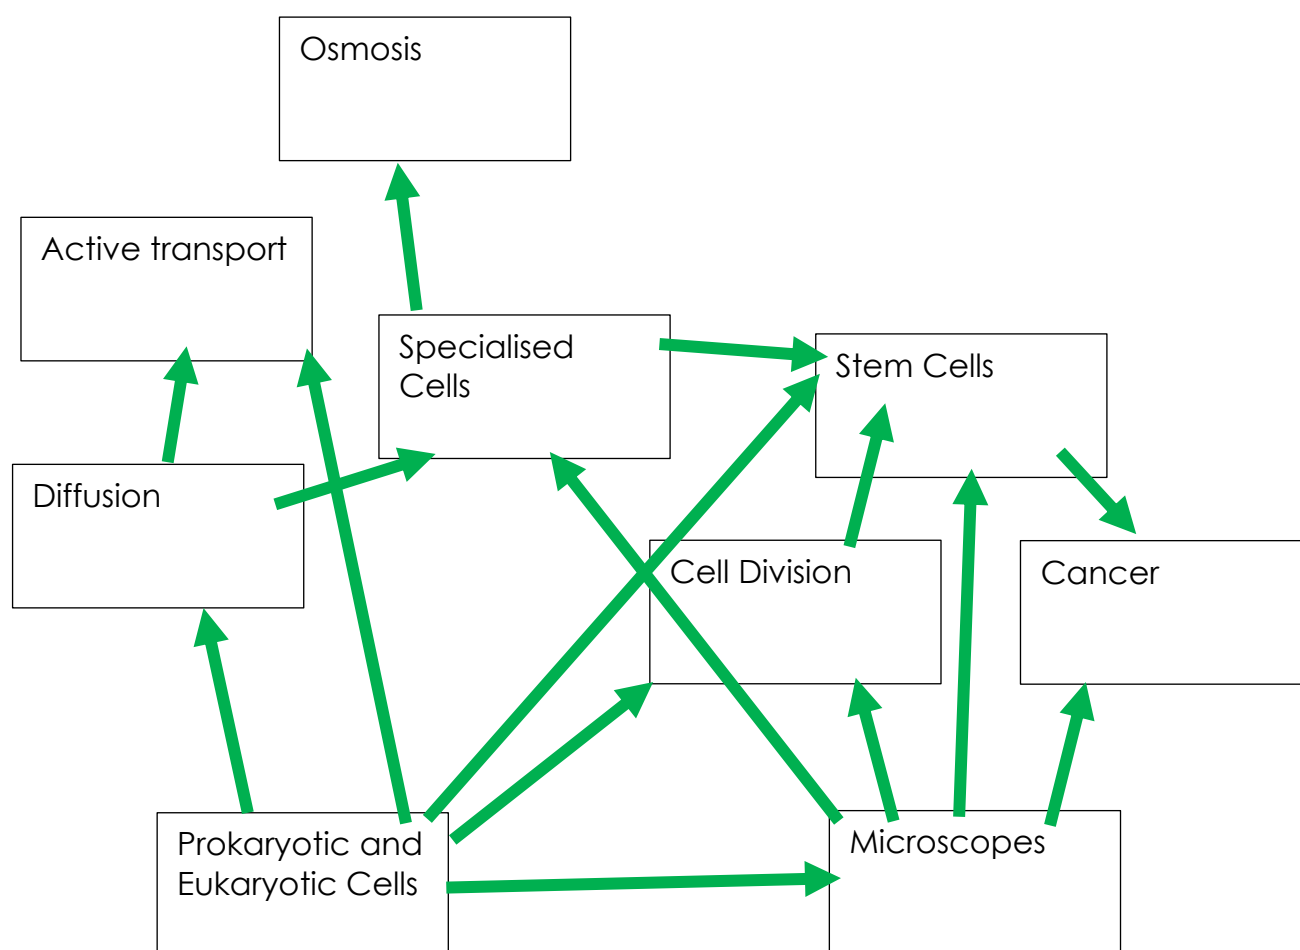 Osmosis
Active transport
Specialised
Cells
Stem Cells
Diffusion
Cell Division
Cancer
Prokaryotic and
Eukaryotic Cells
Microscopes